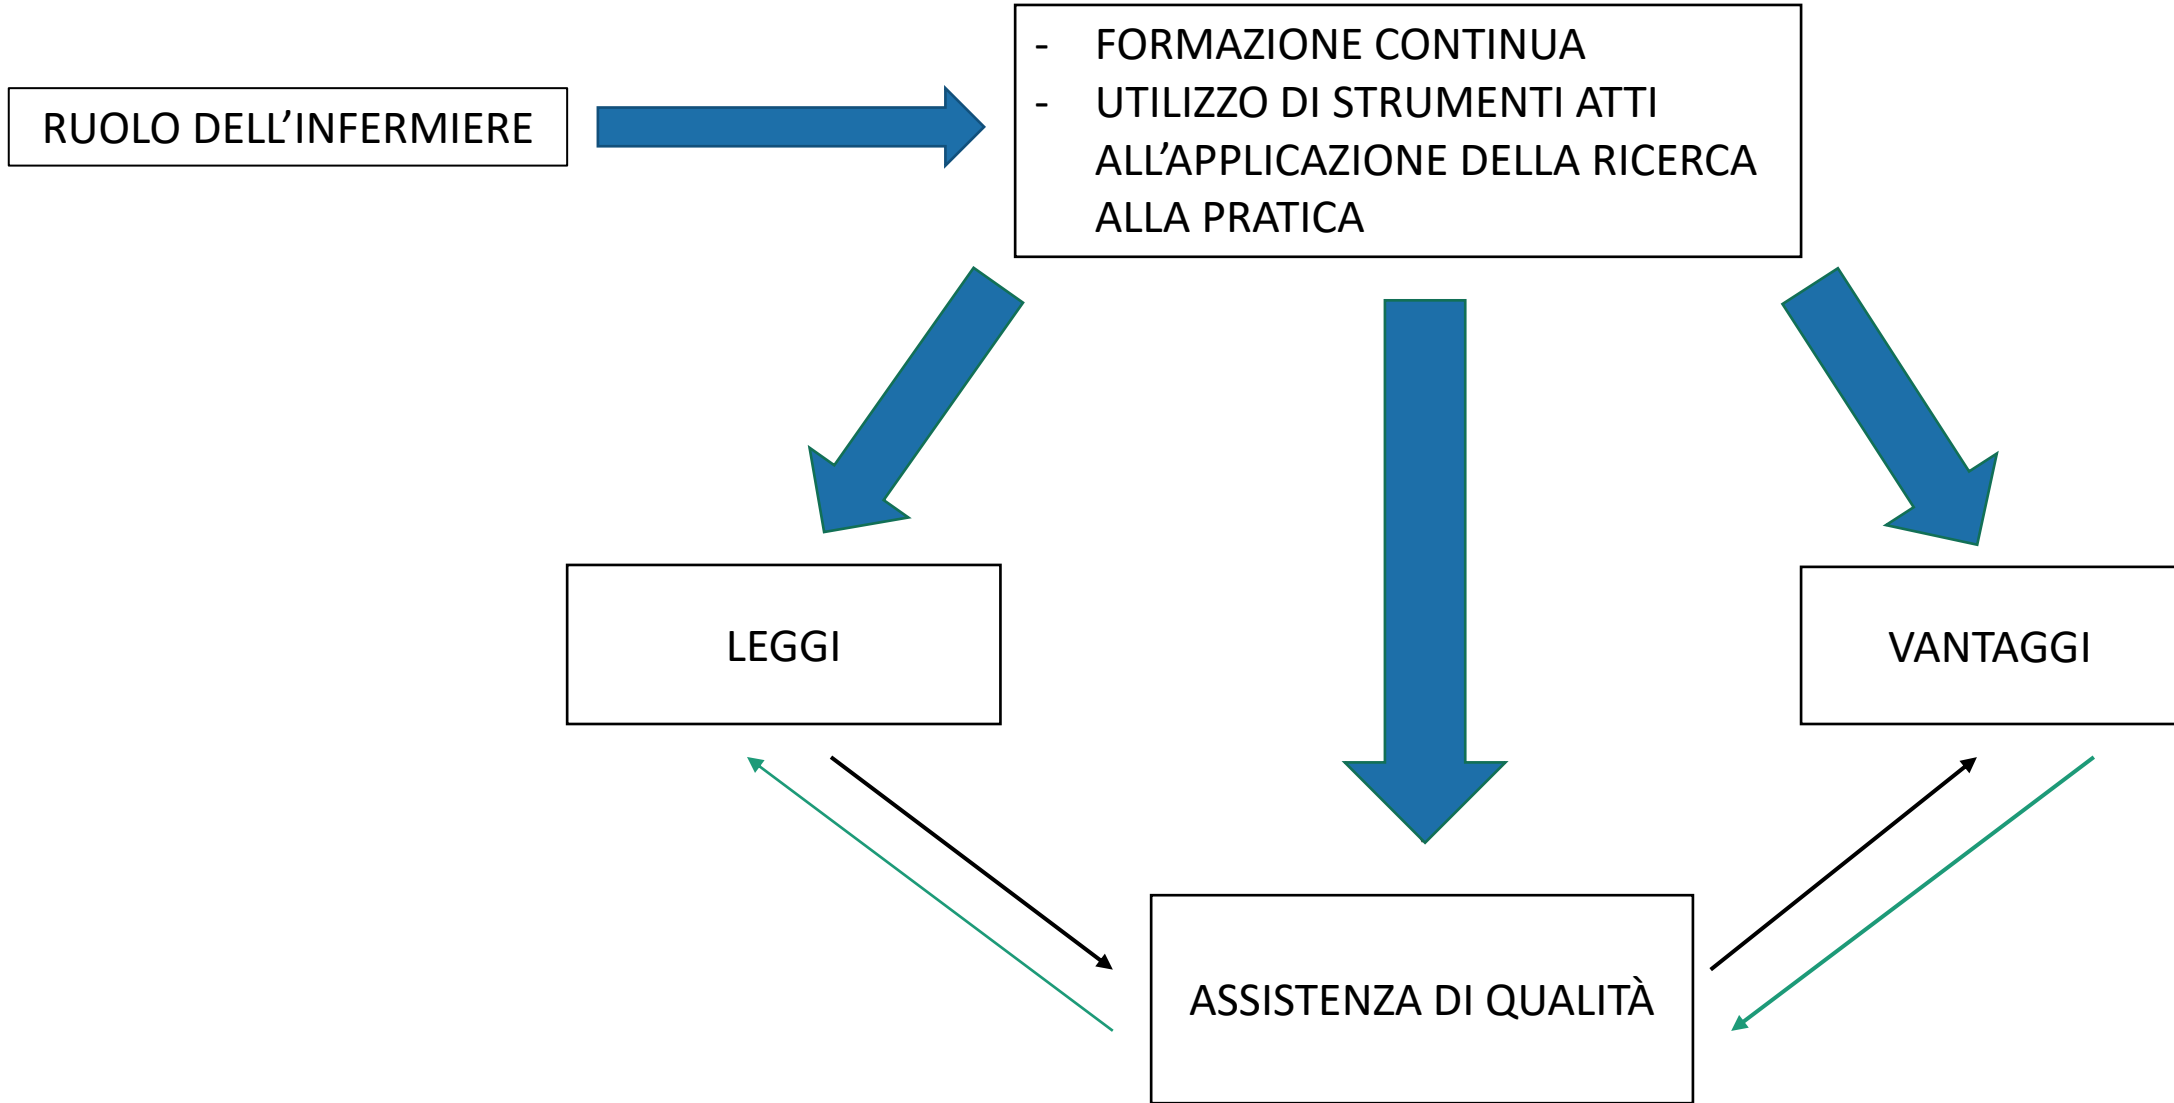 RUOLO DELL’INFERMIERE
- FORMAZIONE CONTINUA
- UTILIZZO DI STRUMENTI ATTI
ALL’APPLICAZIONE DELLA RICERCA
ALLA PRATICA
LEGGI
VANTAGGI
ASSISTENZA DI QUALITÀ